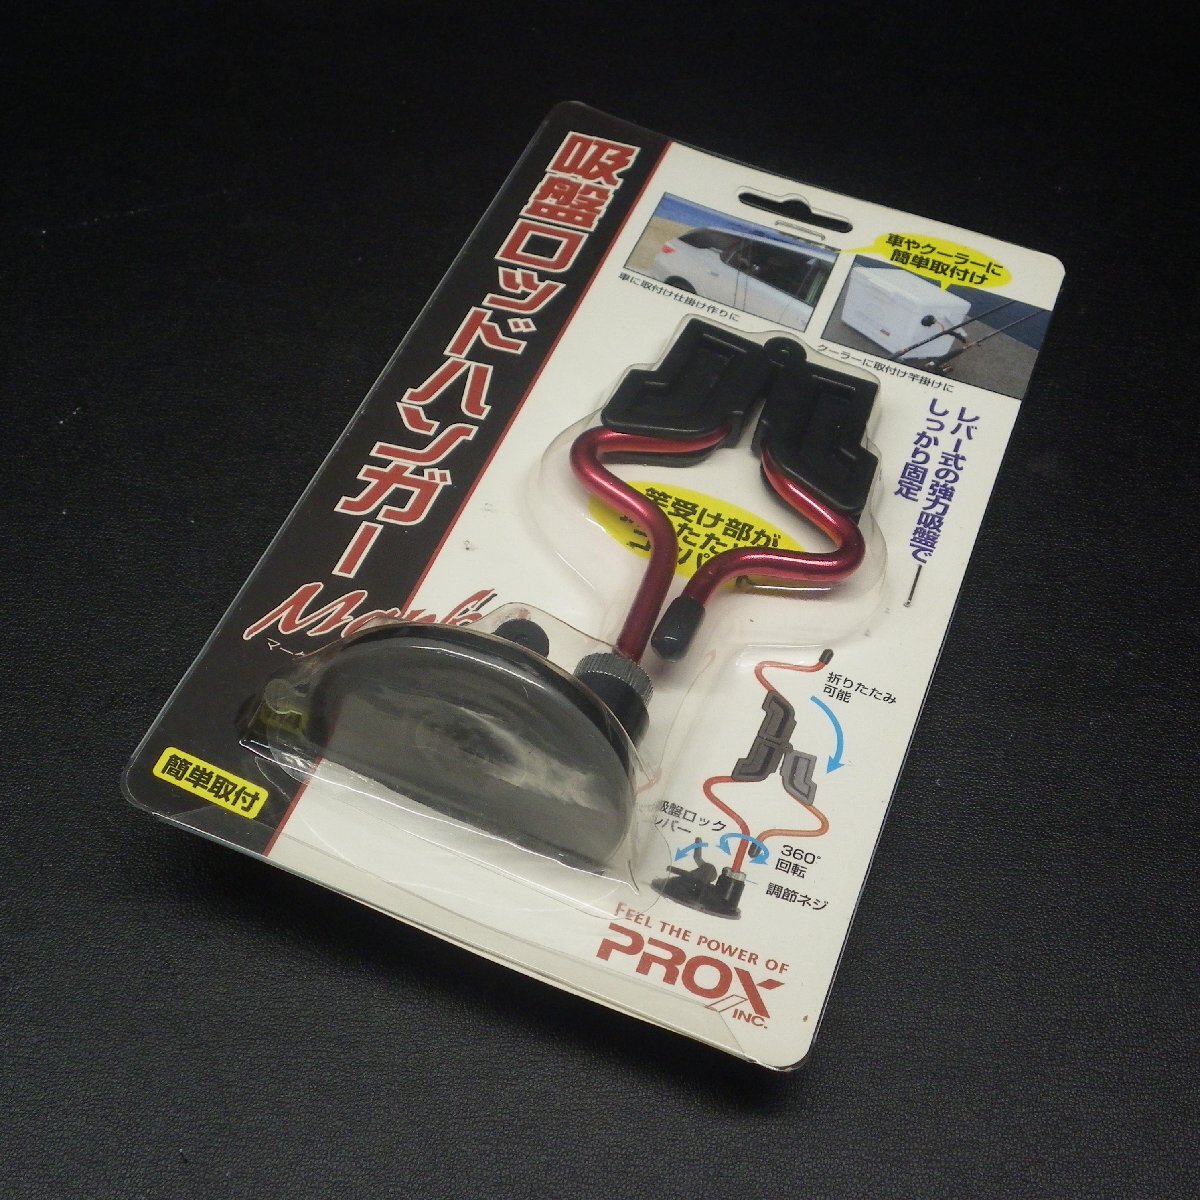 吸盤ロッドハンガー
マーク
簡単取付
車やクーラーに
簡単取付け
車に取付け仕掛け作りに
クーラーに取付け竿掛けに
レバー式の強力吸盤で
しっかり固定
竿受け部が
折りたたみ
可能
吸盤ロック
レバー
360°
回転
調節ネジ
FEEL THE POWER OF
PROX
INC.